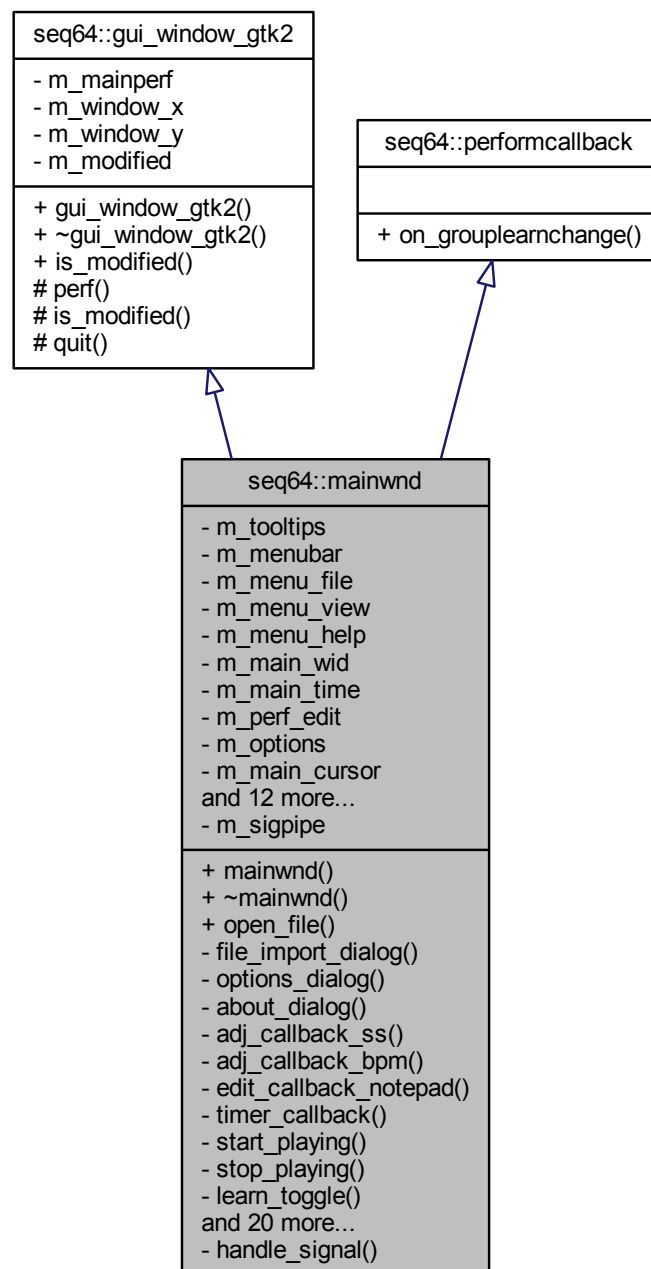 seq64::gui_window_gtk2
- m_mainperf
- m_window_x
- m_window_y
- m_modified
+ gui_window_gtk2()
+ ~gui_window_gtk2()
+ is_modified()
# perf()
# is_modified()
# quit()
seq64::performcallback
+ on_grouplearnchange()
seq64::mainwnd
- m_tooltips
- m_menubar
- m_menu_file
- m_menu_view
- m_menu_help
- m_main_wid
- m_main_time
- m_perf_edit
- m_options
- m_main_cursor
and 12 more...
- m_sigpipe
+ mainwnd()
+ ~mainwnd()
+ open_file()
- file_import_dialog()
- options_dialog()
- about_dialog()
- adj_callback_ss()
- adj_callback_bpm()
- edit_callback_notepad()
- timer_callback()
- start_playing()
- stop_playing()
- learn_toggle()
and 20 more...
- handle_signal()